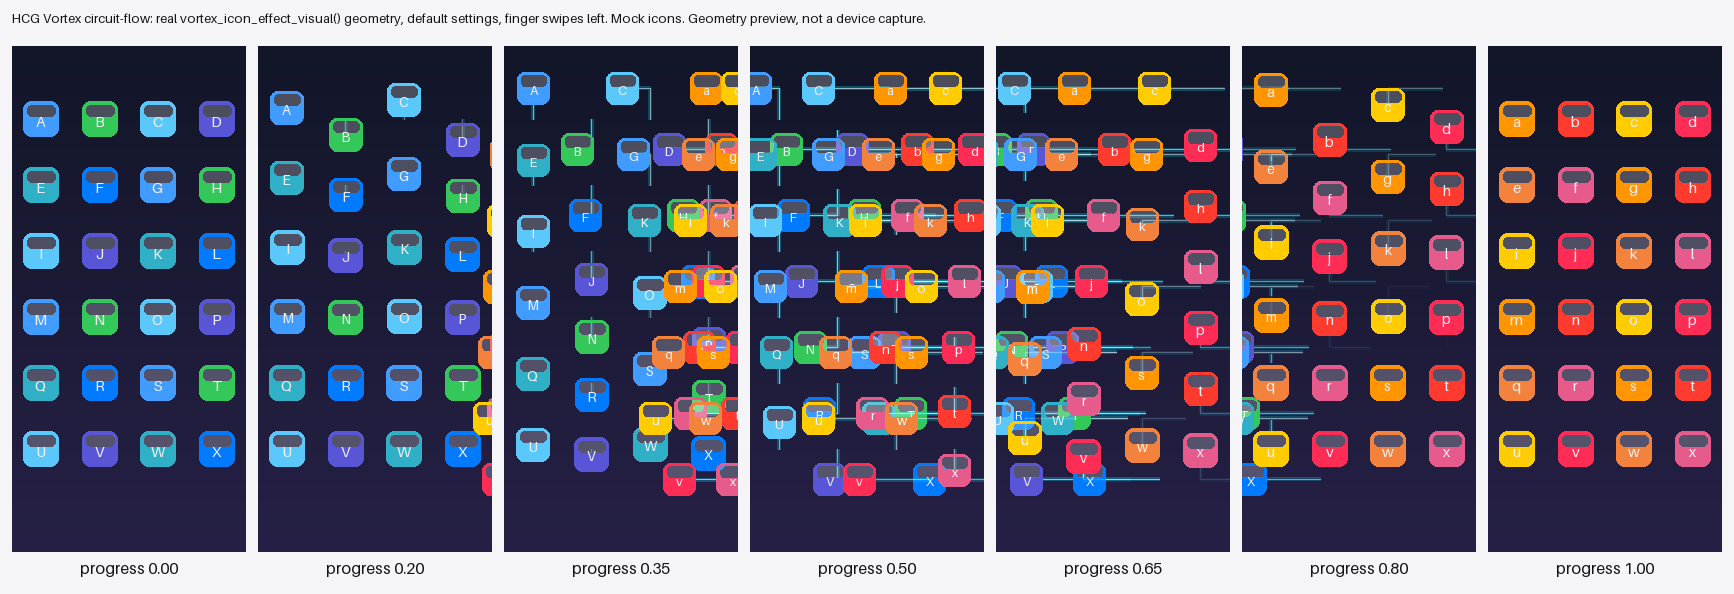 HCG Vortex circuit-flow: real vortex_icon_effect_visual() geometry, default settings, finger swipes left. Mock icons. Geometry preview, not a device capture.
A B C D
E F G H
I J K L
M N O P
Q R S T
U V W X
progress 0.00
A B C D
E F G H
I J K L
M N O P
Q R S T
U V W X
progress 0.20
A C a
B G D e g
E F K H k
I J O m o
M N q s
Q R S T u w
U V W X v x
progress 0.35
A C a c
E B G D e b g d
I F K H f k h
M J m L j o l
Q N q S n s p
U R u r w t
V v X x
progress 0.50
C a c
G e b g d
F K f k h
J m j o l
q S n s p
U R u W r t
V v X w x
progress 0.65
a b c d
e f g h
i j k l
m n o p
q r s t
u v w x
X
progress 0.80
a b c d
e f g h
i j k l
m n o p
q r s t
u v w x
progress 1.00